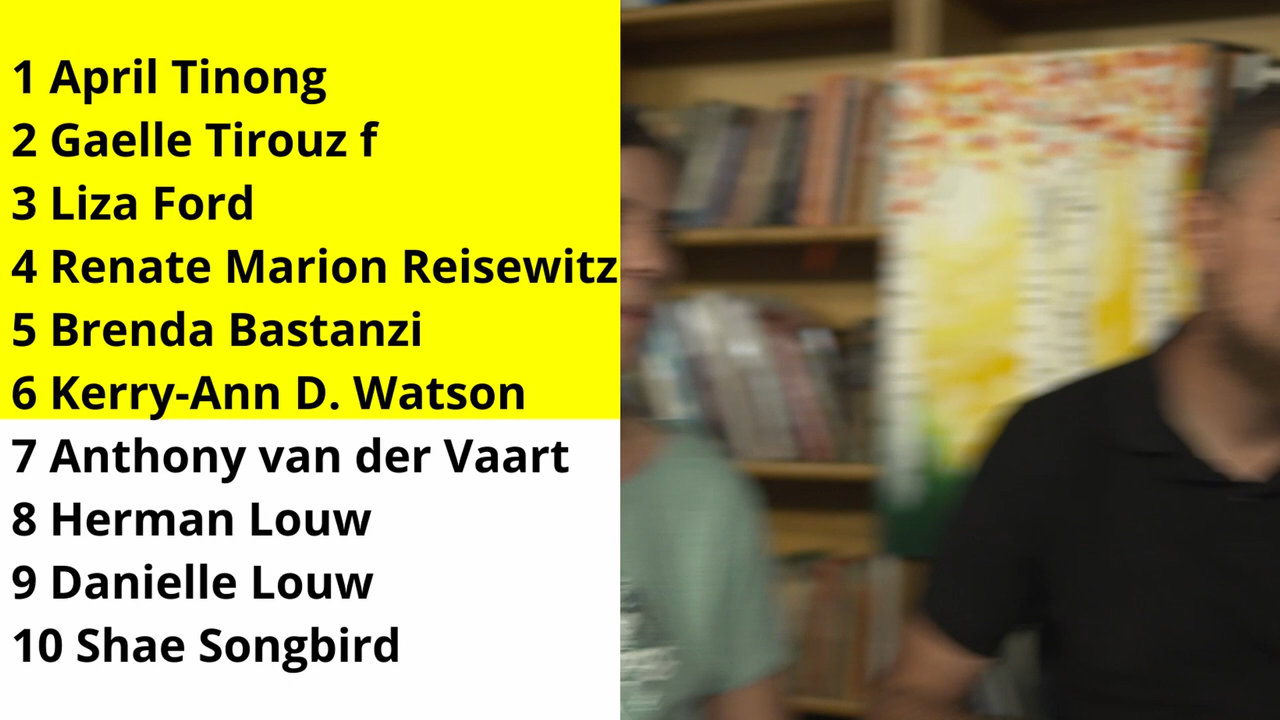 1 April Tinong
2 Gaelle Tirouz f
3 Liza Ford
4 Renate Marion Reisewitz
5 Brenda Bastanzi
6 Kerry-Ann D. Watson
7 Anthony van der Vaart
8 Herman Louw
9 Danielle Louw
10 Shae Songbird